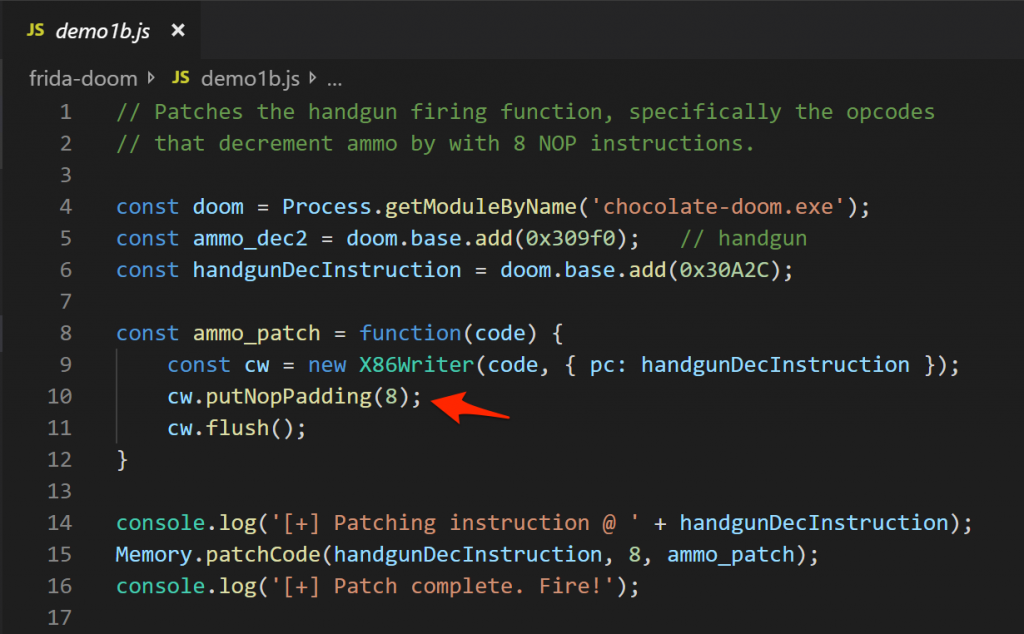 JS demo1b.js ×
frida-doom JS demo1b.js ...
1 // Patches the handgun firing function, specifically the opcodes
2 // that decrement ammo by with 8 NOP instructions.
3
4 const doom = Process.getModuleByName('chocolate-doom.exe');
5 const ammo_dec2 = doom.base.add(0x309f0);   // handgun
6 const handgunDecInstruction = doom.base.add(0x30A2C);
7
8 const ammo_patch = function(code) {
9     const cw = new X86Writer(code, { pc: handgunDecInstruction });
10     cw.putNopPadding(8);
11     cw.flush();
12 }
13
14 console.log('[+] Patching instruction @ ' + handgunDecInstruction);
15 Memory.patchCode(handgunDecInstruction, 8, ammo_patch);
16 console.log('[+] Patch complete. Fire!');
17